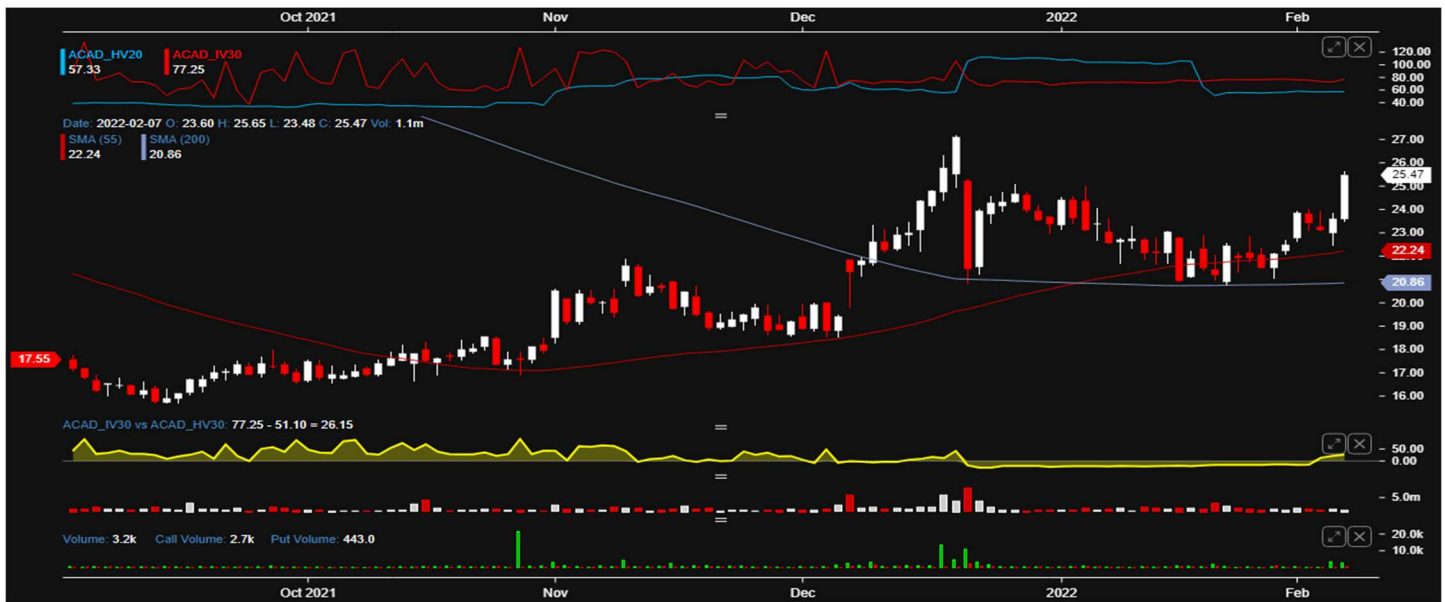 Oct 2021 Nov Dec 2022 Feb
ACAD_HV20 ACAD_IV30
57.33 77.25
120.00
100.00
80.00
60.00
40.00
Date: 2022-02-07 O: 23.60 H: 25.65 L: 23.48 C: 25.47 Vol: 1.1m
SMA (55) SMA (200)
22.24 20.86
27.00
26.00
25.47
25.00
24.00
23.00
22.24
20.86
20.00
19.00
18.00
17.55
17.00
16.00
ACAD_IV30 vs ACAD_HV30: 77.25 - 51.10 = 26.15
50.00
0.00
5.0m
Volume: 3.2k Call Volume: 2.7k Put Volume: 443.0
20.0k
10.0k
Oct 2021 Nov Dec 2022 Feb